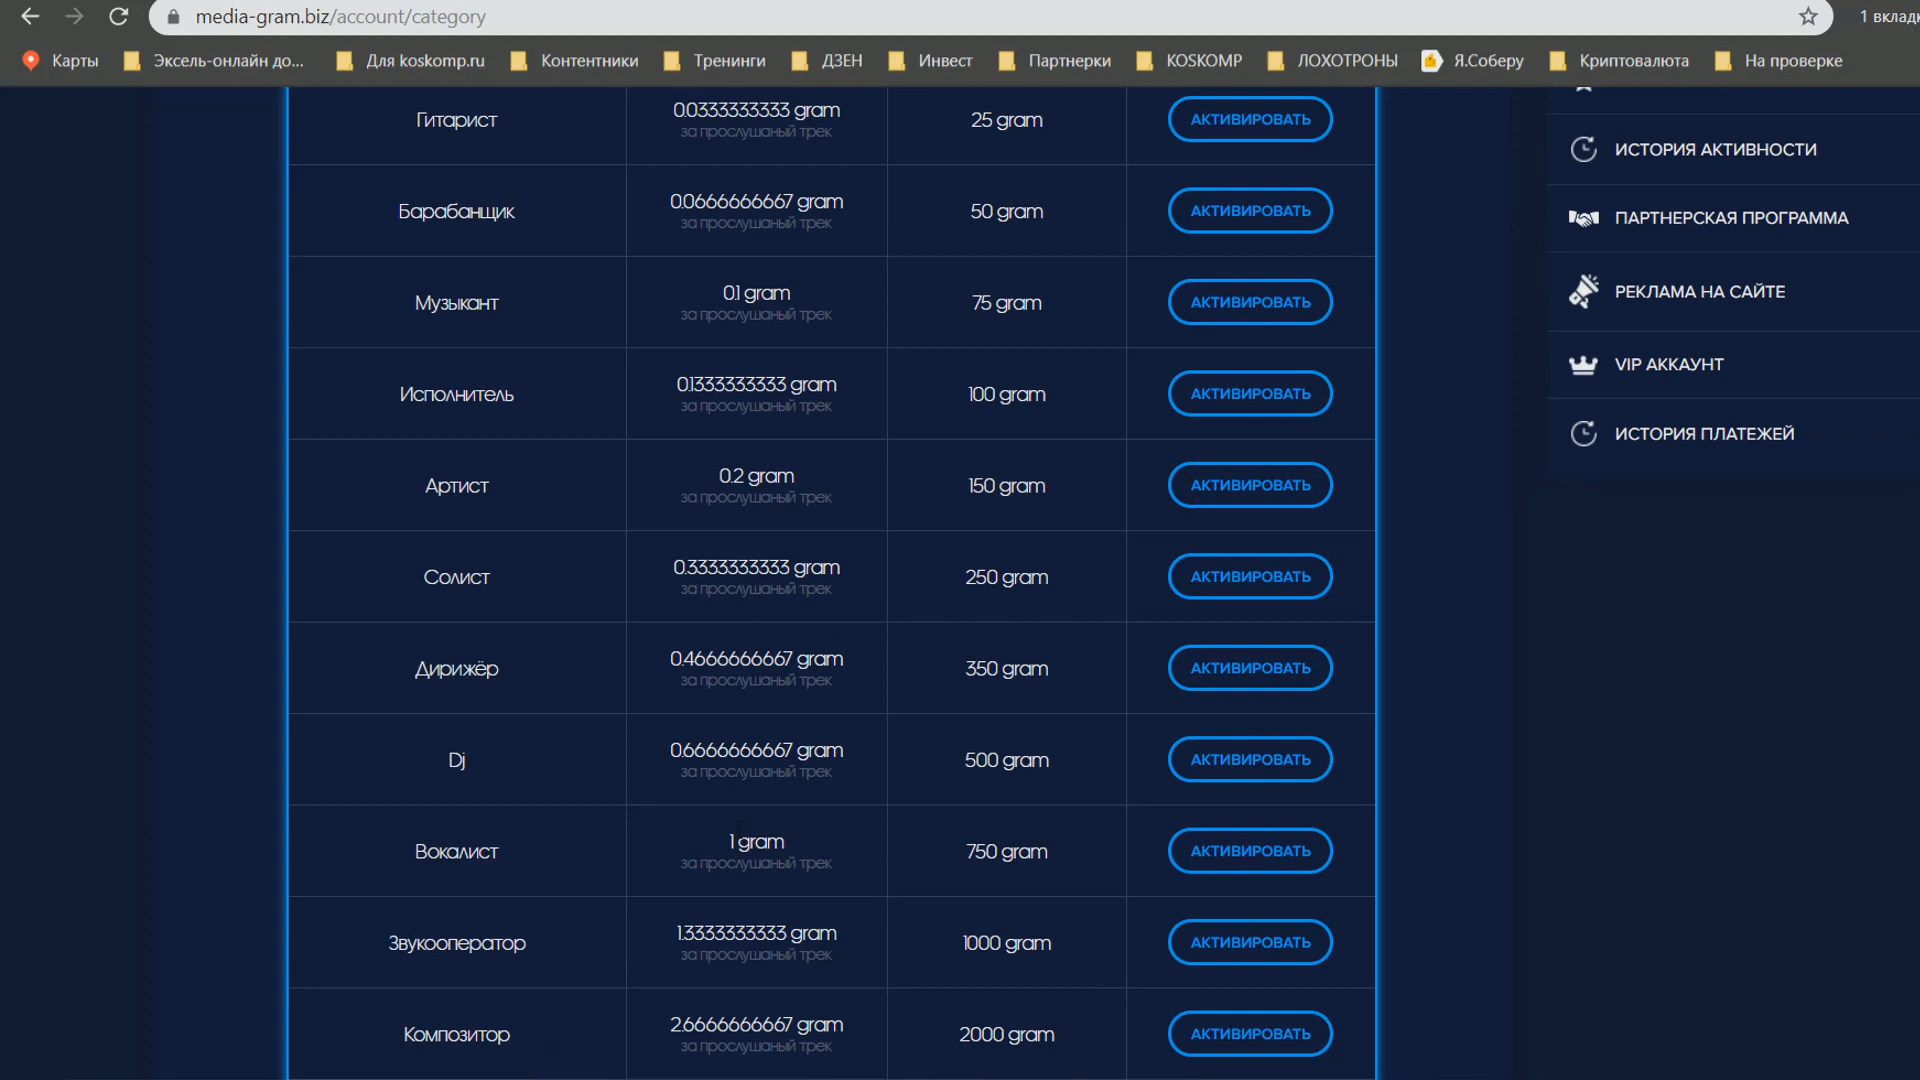 media-gram.biz/account/category
1 вкладк
Карты
Эксель-онлайн до...
Для koskomp.ru
Контентники
Тренинги
ДЗЕН
Инвест
Партнерки
KOSKOMP
ЛОХОТРОНЫ
Я.Соберу
Криптовалюта
На проверке
Гитарист
0.0333333333 gram
за прослушаный трек
25 gram
АКТИВИРОВАТЬ
Барабанщик
0.0666666667 gram
за прослушаный трек
50 gram
АКТИВИРОВАТЬ
Музыкант
0.1 gram
за прослушаный трек
75 gram
АКТИВИРОВАТЬ
Исполнитель
0.1333333333 gram
за прослушаный трек
100 gram
АКТИВИРОВАТЬ
Артист
0.2 gram
за прослушаный трек
150 gram
АКТИВИРОВАТЬ
Солист
0.3333333333 gram
за прослушаный трек
250 gram
АКТИВИРОВАТЬ
Дирижёр
0.4666666667 gram
за прослушаный трек
350 gram
АКТИВИРОВАТЬ
Dj
0.6666666667 gram
за прослушаный трек
500 gram
АКТИВИРОВАТЬ
Вокалист
1 gram
за прослушаный трек
750 gram
АКТИВИРОВАТЬ
Звукооператор
1.3333333333 gram
за прослушаный трек
1000 gram
АКТИВИРОВАТЬ
Композитор
2.6666666667 gram
за прослушаный трек
2000 gram
АКТИВИРОВАТЬ
ИСТОРИЯ АКТИВНОСТИ
ПАРТНЕРСКАЯ ПРОГРАММА
РЕКЛАМА НА САЙТЕ
VIP АККАУНТ
ИСТОРИЯ ПЛАТЕЖЕЙ